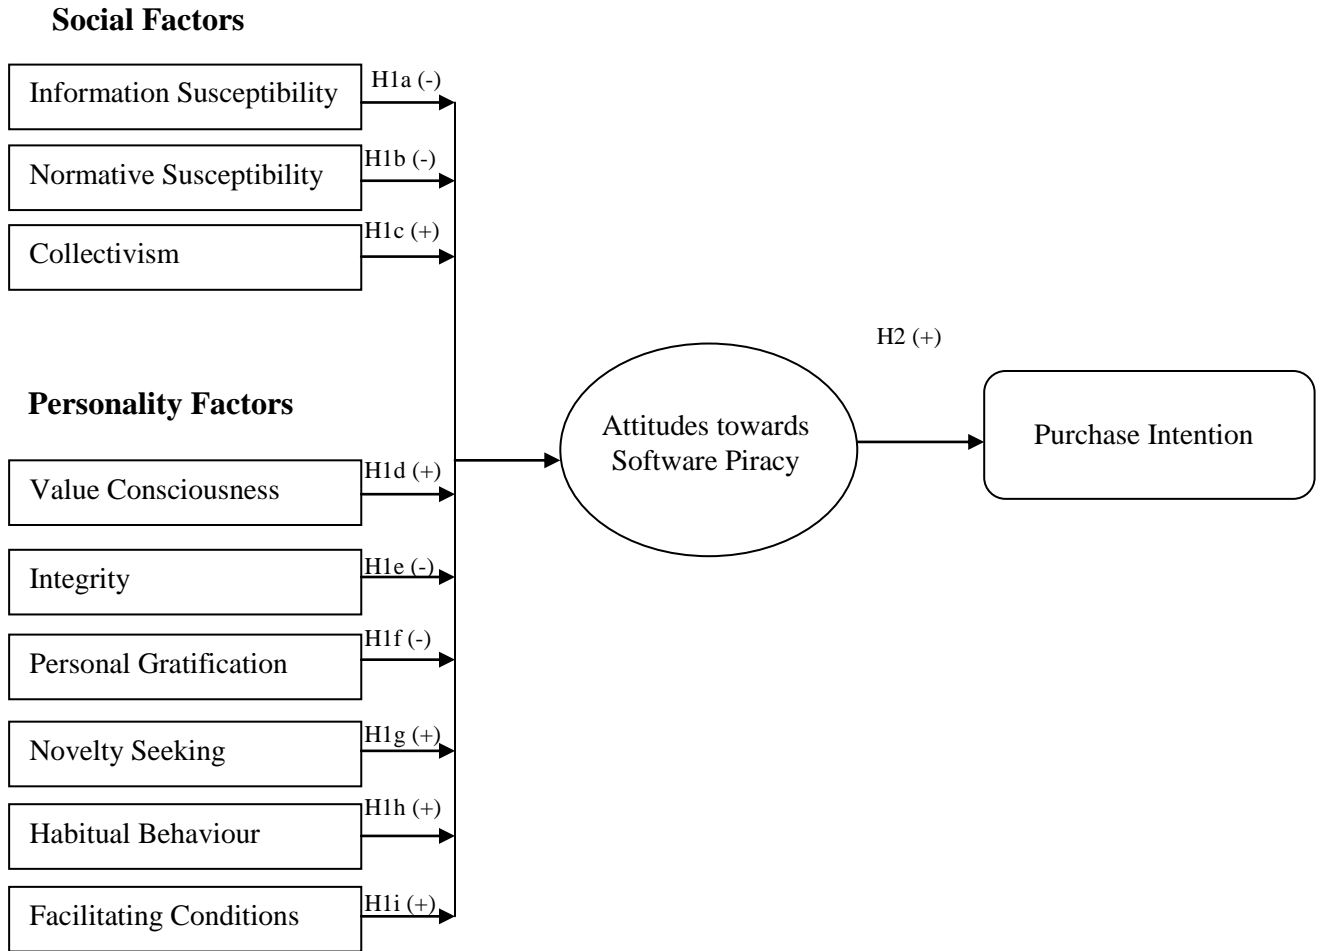 Social Factors
Information Susceptibility
H1a (-)
Normative Susceptibility
H1b (-)
Collectivism
H1c (+)
Personality Factors
Value Consciousness
H1d (+)
Integrity
H1e (-)
Personal Gratification
H1f (-)
Novelty Seeking
H1g (+)
Habitual Behaviour
H1h (+)
Facilitating Conditions
H1i (+)
Attitudes towards
Software Piracy
H2 (+)
Purchase Intention